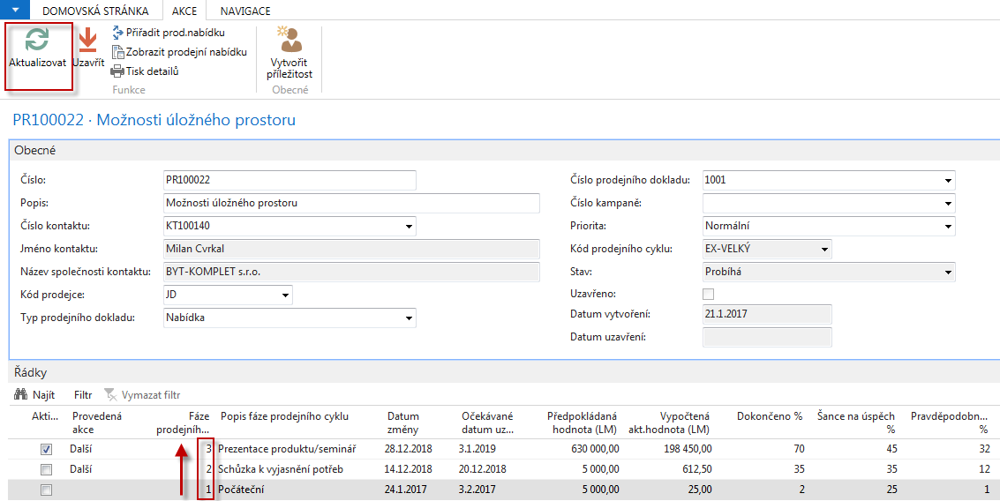 DOMOVSKÁ STRÁNKA AKCE NAVIGACE
Aktualizovat
Uzavřít
Přiřadit prod.nabídku
Zobrazit prodejní nabídku
Tisk detailů
Funkce
Vytvořit
příležitost
Obecné
PR100022 · Možnosti úložného prostoru
Obecné
Číslo: PR100022
Popis: Možnosti úložného prostoru
Číslo kontaktu: KT100140
Jméno kontaktu: Milan Cvrkal
Název společnosti kontaktu: BYT-KOMPLET s.r.o.
Kód prodejce: JD
Typ prodejního dokladu: Nabídka
Číslo prodejního dokladu: 1001
Číslo kampaně:
Priorita: Normální
Kód prodejního cyklu: EX-VELKÝ
Stav: Probíhá
Uzavřeno:
Datum vytvoření: 21.1.2017
Datum uzavření:
Řádky
Najít Filtr Vymazat filtr
Akti... Provedená Fáze Popis fáze prodejního cyklu Datum Očekávané Předpokládaná Vypočtená Dokončeno % Šance na úspěch Pravděpodobn...
akce prodejníh... změny datum uz... hodnota (LM) akt.hodnota (LM) % %
Další 3 Prezentace produktu/seminář 28.12.2018 3.1.2019 630 000,00 198 450,00 70 45 32
Další 2 Schůzka k vyjasnění potřeb 14.12.2018 20.12.2018 5 000,00 612,50 35 35 12
1 Počáteční 24.1.2017 3.2.2017 5 000,00 25,00 2 25 1